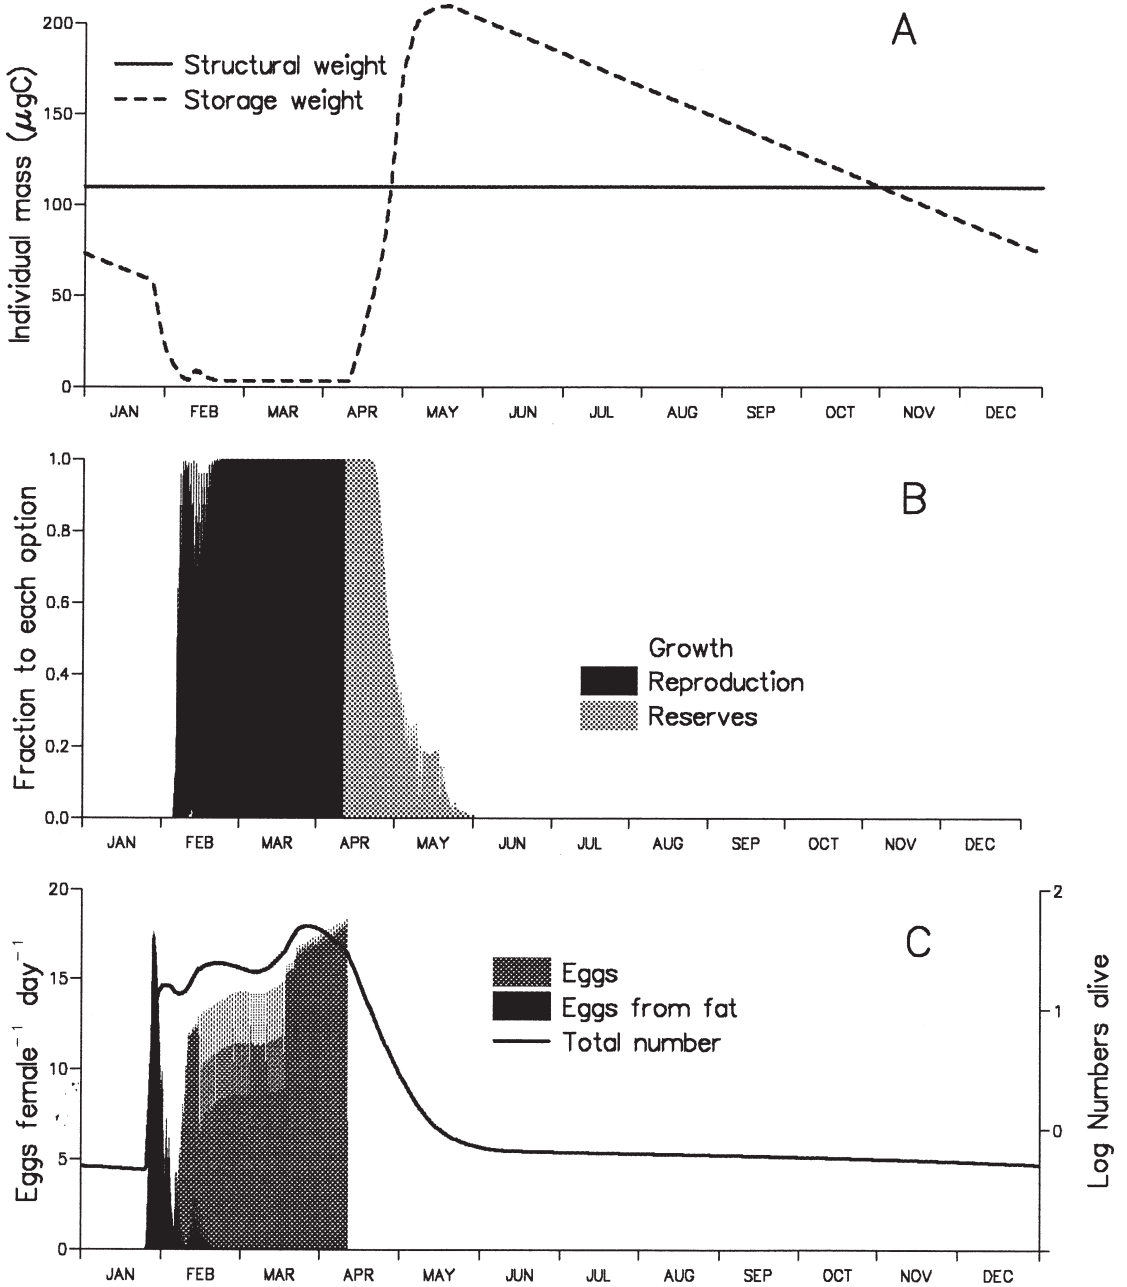 A
200
150
100
50
0
Individual mass (μgC)
Structural weight
Storage weight
JAN FEB MAR APR MAY JUN JUL AUG SEP OCT NOV DEC
B
1.0
0.8
0.6
0.4
0.2
0.0
Fraction to each option
Growth
Reproduction
Reserves
JAN FEB MAR APR MAY JUN JUL AUG SEP OCT NOV DEC
C
20
15
10
5
0
Eggs female⁻¹ day⁻¹
Eggs
Eggs from fat
Total number
2
1
0
Log Numbers alive
JAN FEB MAR APR MAY JUN JUL AUG SEP OCT NOV DEC